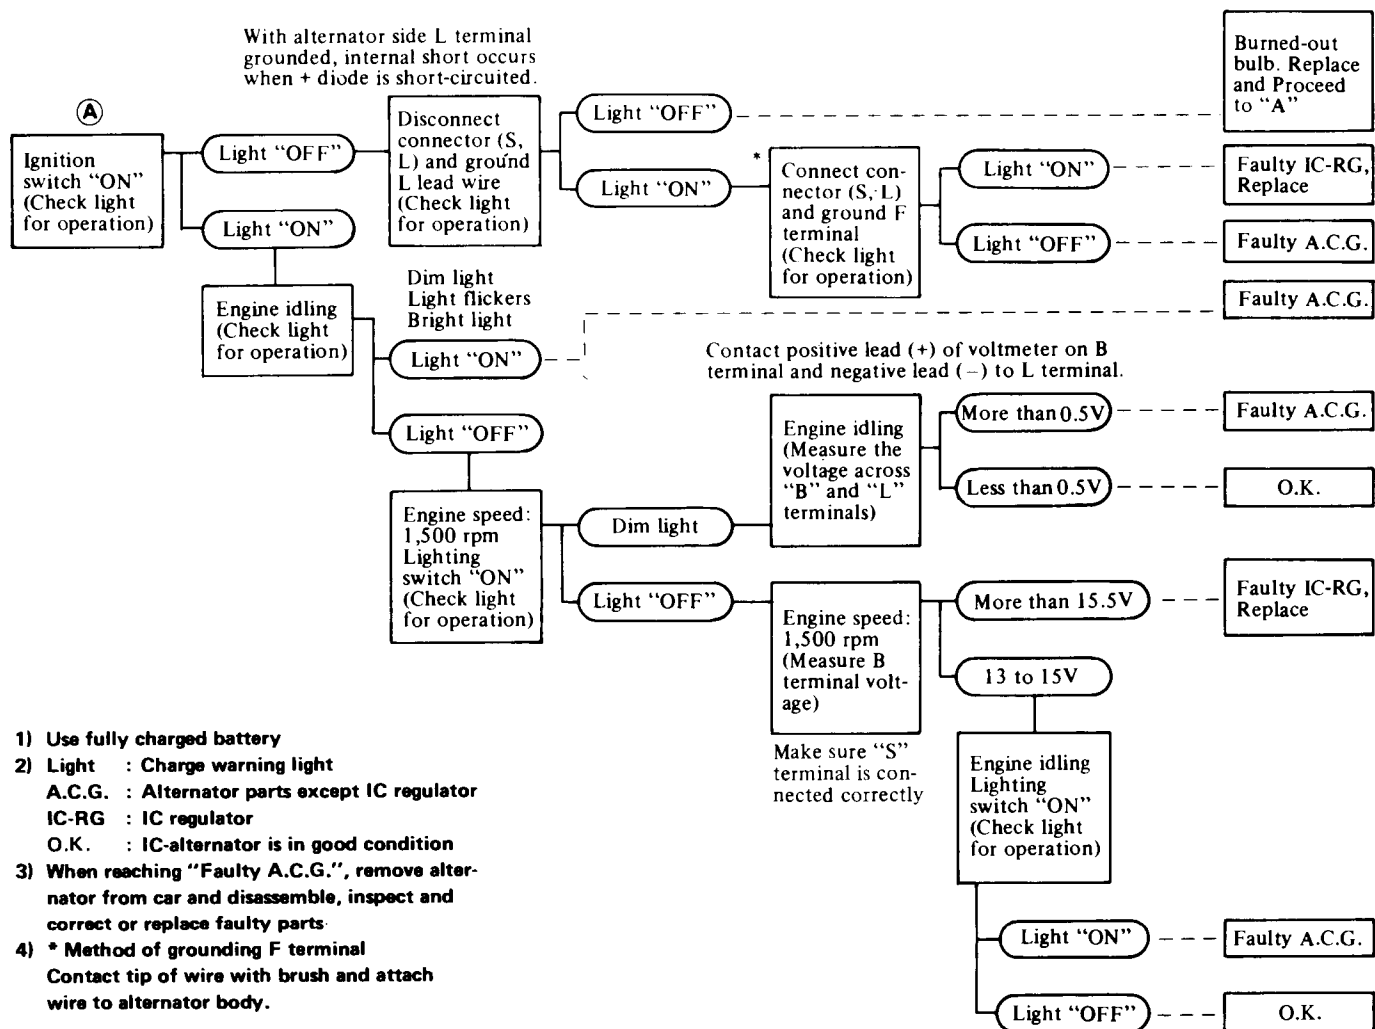 With alternator side L terminal
grounded, internal short occurs
when + diode is short-circuited.
A
Ignition
switch “ON”
(Check light
for operation)
Light “OFF”
Light “ON”
Disconnect
connector (S,
L) and ground
L lead wire
(Check light
for operation)
Light “OFF”
Burned-out
bulb. Replace
and Proceed
to “A”
Light “ON”
*
Connect con-
nector (S, L)
and ground F
terminal
(Check light
for operation)
Light “ON”
Faulty IC-RG,
Replace
Light “OFF”
Faulty A.C.G.
Engine idling
(Check light
for operation)
Dim light
Light flickers
Bright light
Light “ON”
Faulty A.C.G.
Light “OFF”
Contact positive lead (+) of voltmeter on B
terminal and negative lead (−) to L terminal.
Engine speed:
1,500 rpm
Lighting
switch “ON”
(Check light
for operation)
Dim light
Engine idling
(Measure the
voltage across
“B” and “L”
terminals)
More than 0.5V
Faulty A.C.G.
Less than 0.5V
O.K.
Light “OFF”
Engine speed:
1,500 rpm
(Measure B
terminal volt-
age)
Make sure “S”
terminal is con-
nected correctly
More than 15.5V
Faulty IC-RG,
Replace
13 to 15V
Engine idling
Lighting
switch “ON”
(Check light
for operation)
Light “ON”
Faulty A.C.G.
Light “OFF”
O.K.
1) Use fully charged battery
2) Light : Charge warning light
A.C.G. : Alternator parts except IC regulator
IC-RG : IC regulator
O.K. : IC-alternator is in good condition
3) When reaching “Faulty A.C.G.”, remove alter-
nator from car and disassemble, inspect and
correct or replace faulty parts
4) * Method of grounding F terminal
Contact tip of wire with brush and attach
wire to alternator body.